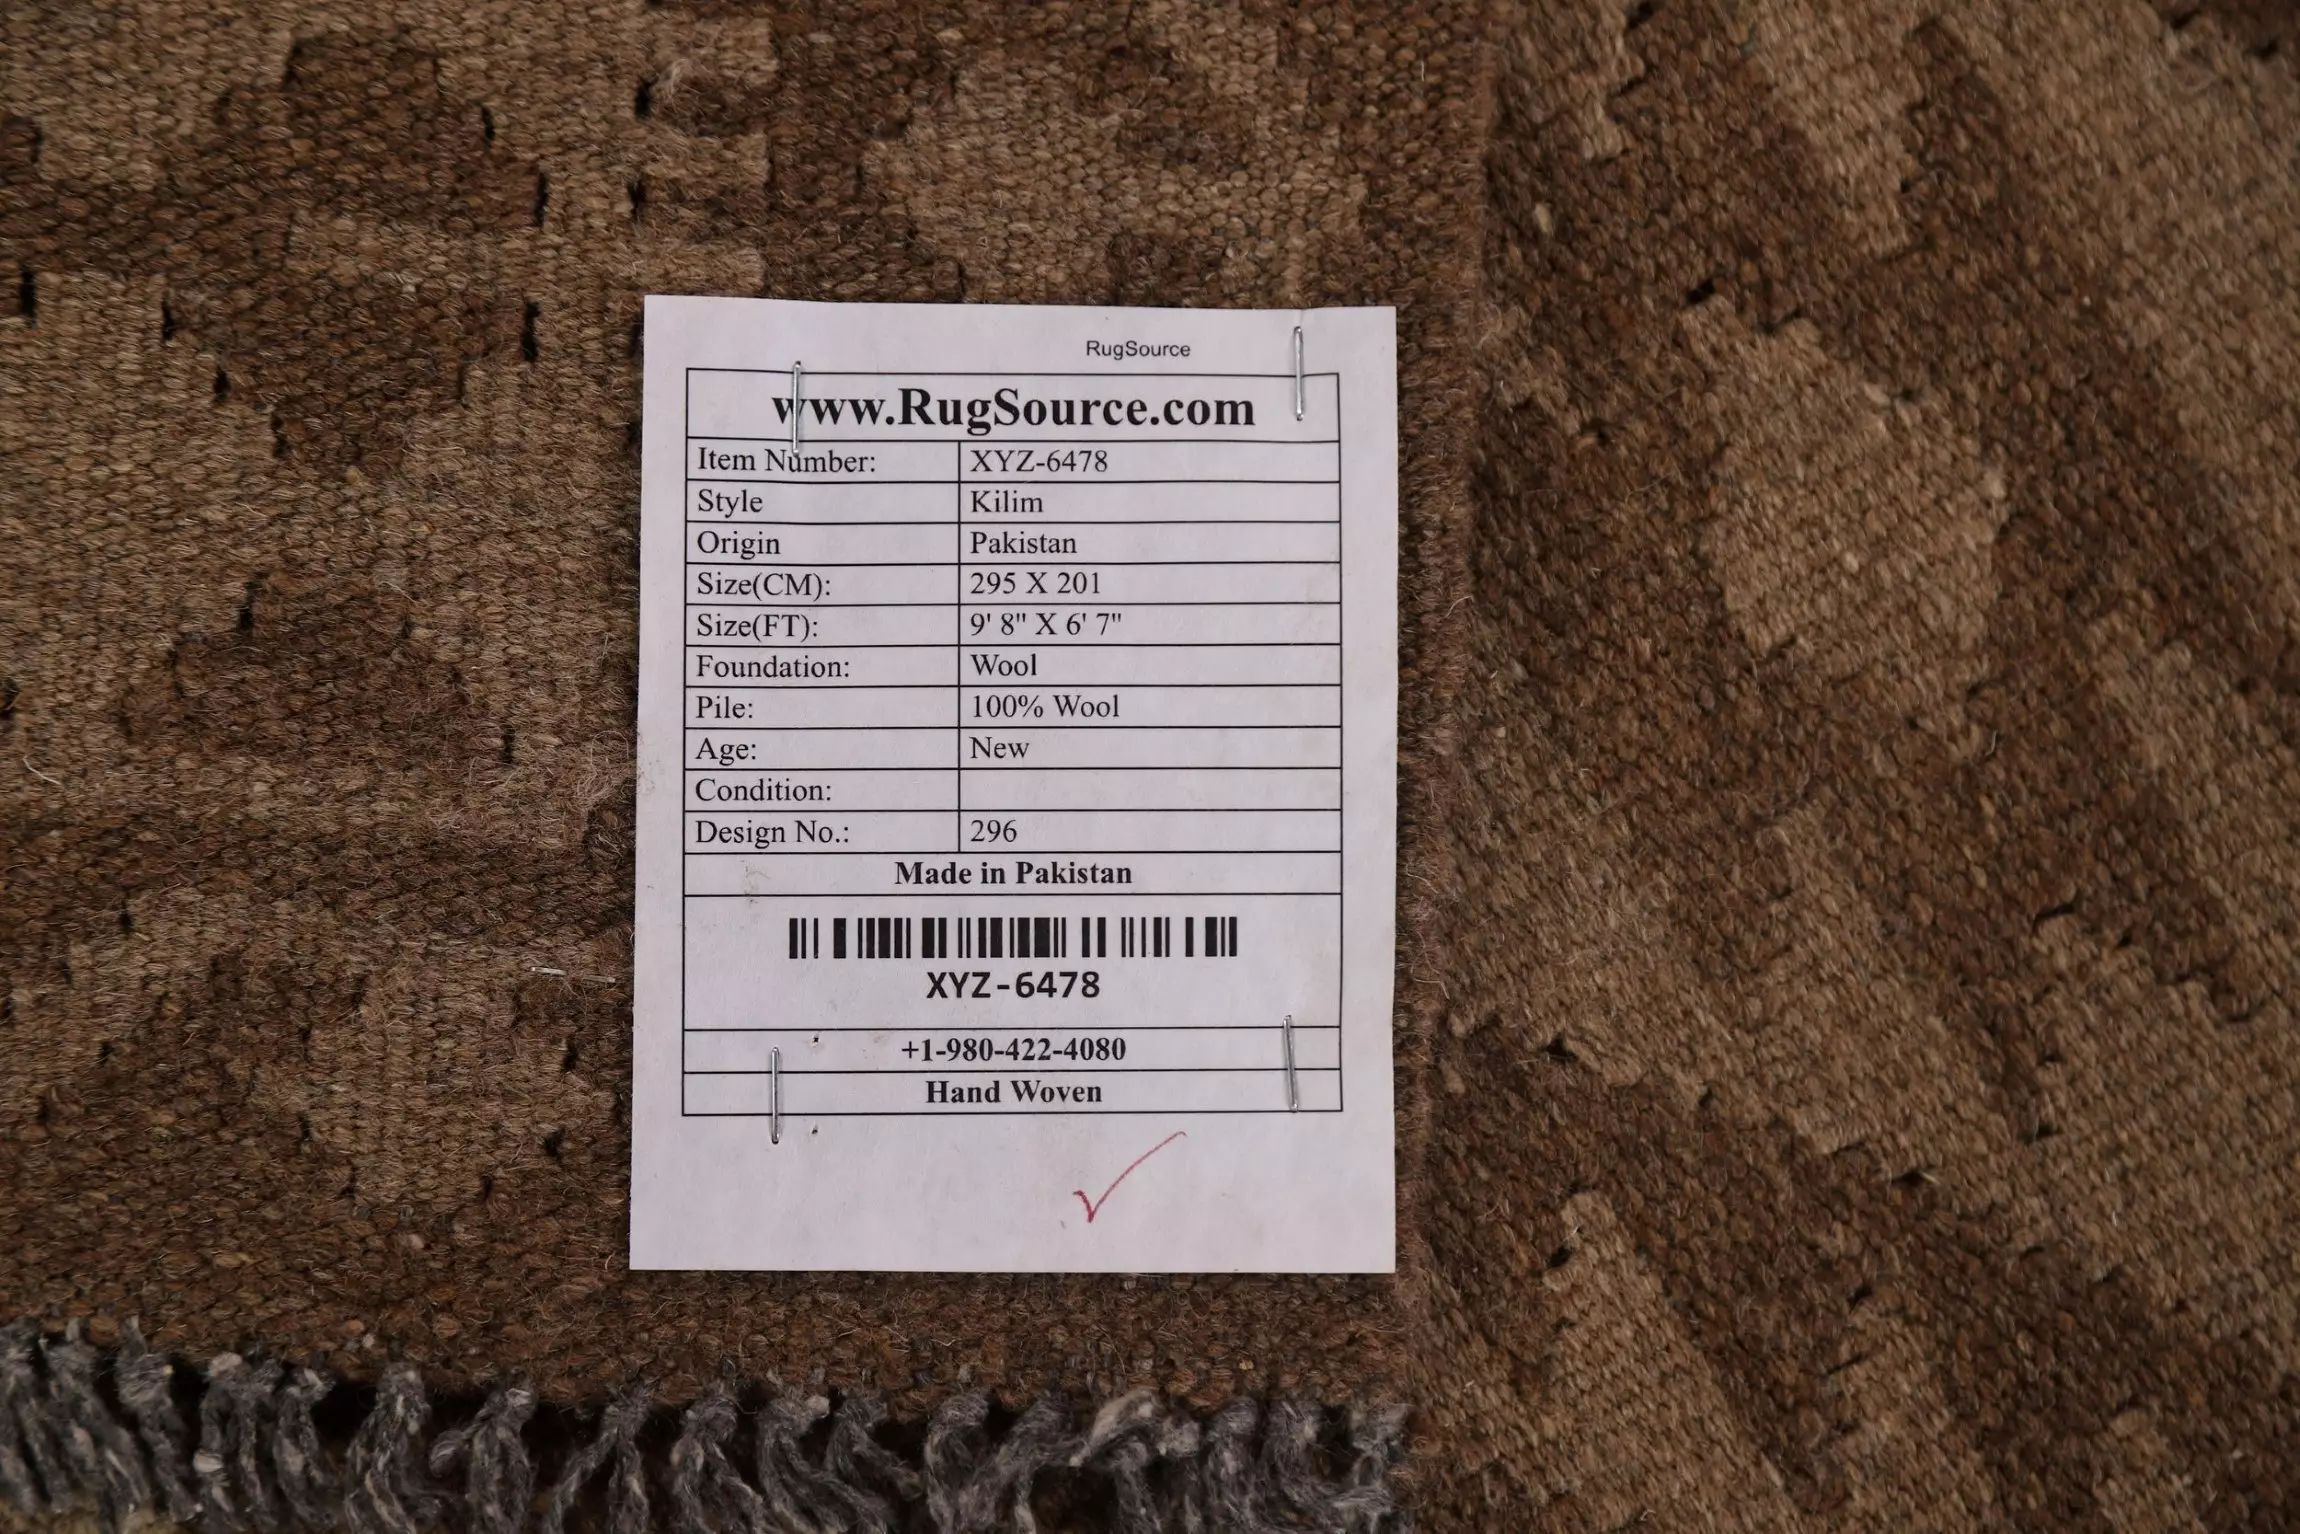 RugSource
www.RugSource.com
Item Number: XYZ-6478
Style Kilim
Origin Pakistan
Size(CM): 295 X 201
Size(FT): 9' 8" X 6' 7"
Foundation: Wool
Pile: 100% Wool
Age: New
Condition:
Design No.: 296
Made in Pakistan
XYZ-6478
+1-980-422-4080
Hand Woven